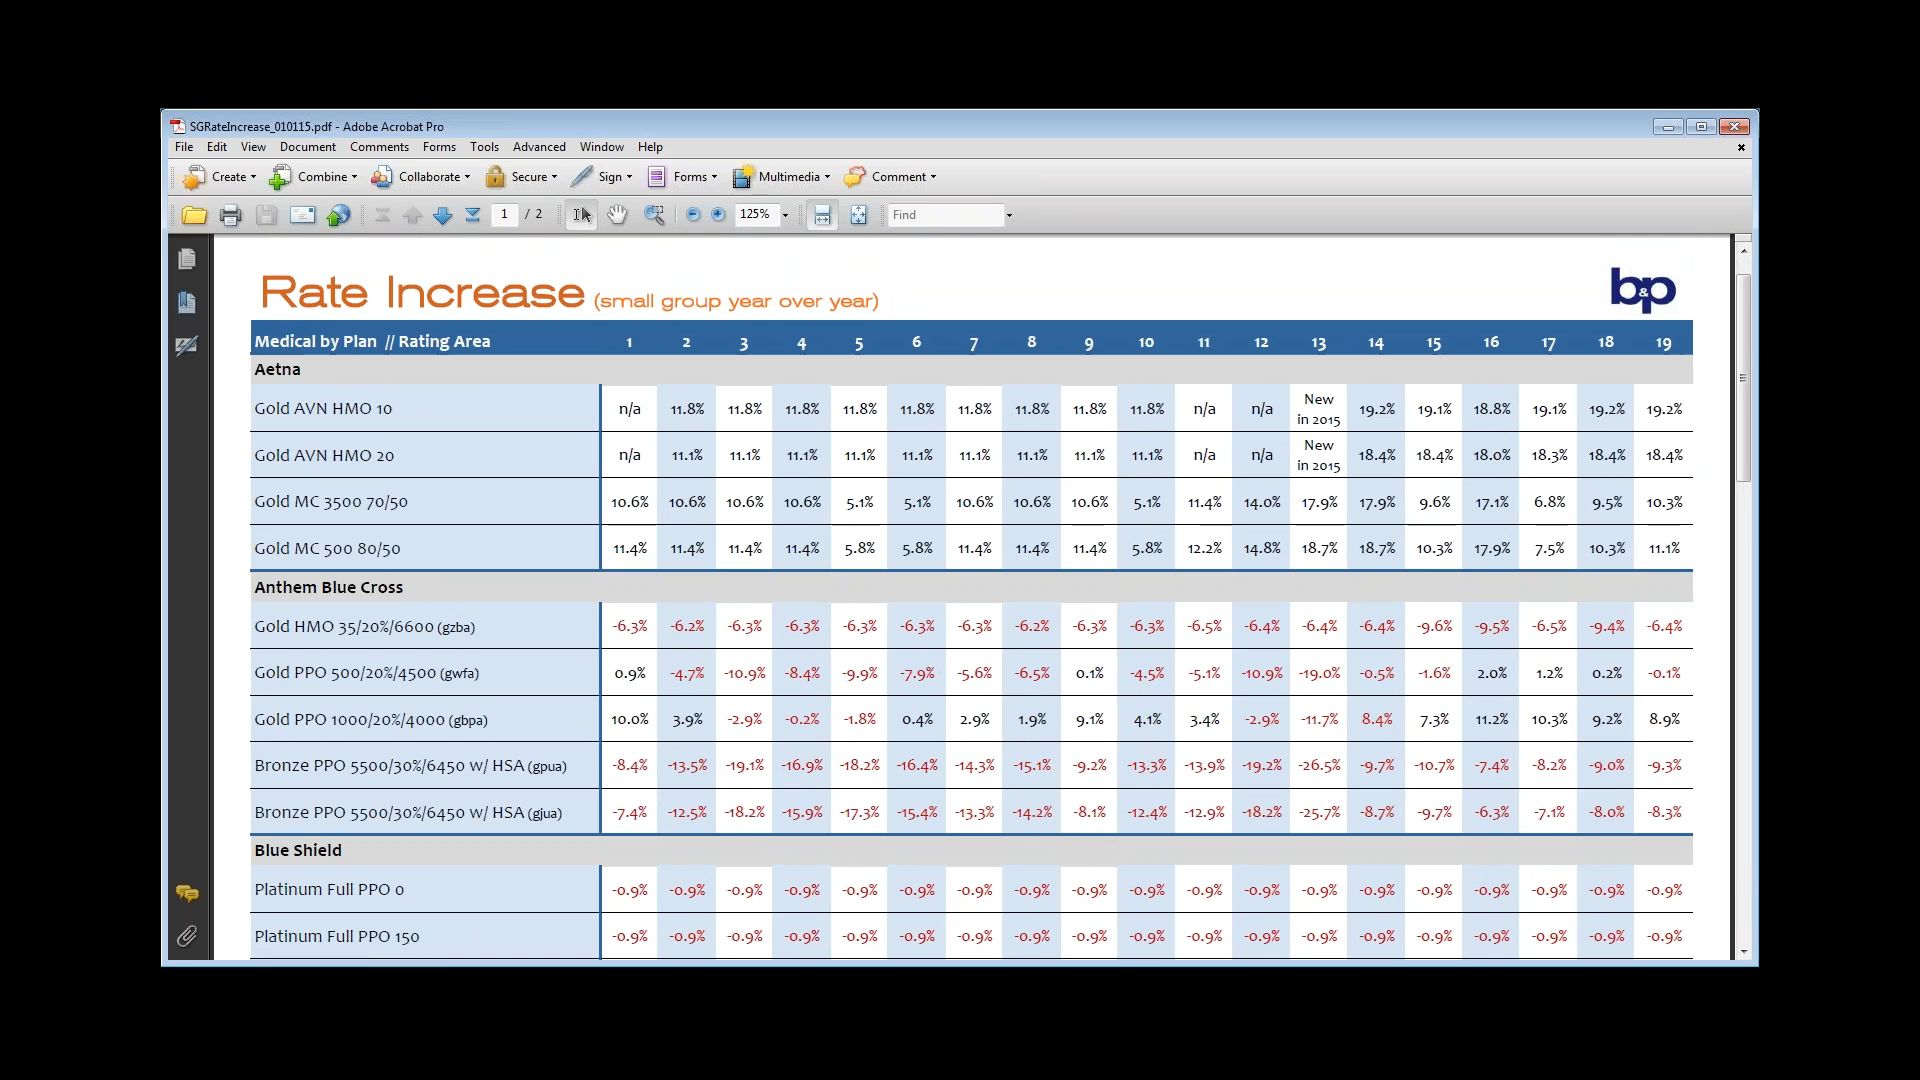 SGRateIncrease_010115.pdf - Adobe Acrobat Pro
File Edit View Document Comments Forms Tools Advanced Window Help
Create Combine Collaborate Secure Sign Forms Multimedia Comment
1 / 2 125% Find
Rate Increase (small group year over year) b&p
Medical by Plan // Rating Area 1 2 3 4 5 6 7 8 9 10 11 12 13 14 15 16 17 18 19
Aetna
Gold AVN HMO 10 n/a 11.8% 11.8% 11.8% 11.8% 11.8% 11.8% 11.8% 11.8% 11.8% n/a n/a New in 2015 19.2% 19.1% 18.8% 19.1% 19.2% 19.2%
Gold AVN HMO 20 n/a 11.1% 11.1% 11.1% 11.1% 11.1% 11.1% 11.1% 11.1% 11.1% n/a n/a New in 2015 18.4% 18.4% 18.0% 18.3% 18.4% 18.4%
Gold MC 3500 70/50 10.6% 10.6% 10.6% 10.6% 5.1% 5.1% 10.6% 10.6% 10.6% 5.1% 11.4% 14.0% 17.9% 17.9% 9.6% 17.1% 6.8% 9.5% 10.3%
Gold MC 500 80/50 11.4% 11.4% 11.4% 11.4% 5.8% 5.8% 11.4% 11.4% 11.4% 5.8% 12.2% 14.8% 18.7% 18.7% 10.3% 17.9% 7.5% 10.3% 11.1%
Anthem Blue Cross
Gold HMO 35/20%/6600 (gzba) -6.3% -6.2% -6.3% -6.3% -6.3% -6.3% -6.3% -6.2% -6.3% -6.3% -6.5% -6.4% -6.4% -6.4% -9.6% -9.5% -6.5% -9.4% -6.4%
Gold PPO 500/20%/4500 (gwfa) 0.9% -4.7% -10.9% -8.4% -9.9% -7.9% -5.6% -6.5% 0.1% -4.5% -5.1% -10.9% -19.0% -0.5% -1.6% 2.0% 1.2% 0.2% -0.1%
Gold PPO 1000/20%/4000 (gbpa) 10.0% 3.9% -2.9% -0.2% -1.8% 0.4% 2.9% 1.9% 9.1% 4.1% 3.4% -2.9% -11.7% 8.4% 7.3% 11.2% 10.3% 9.2% 8.9%
Bronze PPO 5500/30%/6450 w/ HSA (gpua) -8.4% -13.5% -19.1% -16.9% -18.2% -16.4% -14.3% -15.1% -9.2% -13.3% -13.9% -19.2% -26.5% -9.7% -10.7% -7.4% -8.2% -9.0% -9.3%
Bronze PPO 5500/30%/6450 w/ HSA (gjua) -7.4% -12.5% -18.2% -15.9% -17.3% -15.4% -13.3% -14.2% -8.1% -12.4% -12.9% -18.2% -25.7% -8.7% -9.7% -6.3% -7.1% -8.0% -8.3%
Blue Shield
Platinum Full PPO 0 -0.9% -0.9% -0.9% -0.9% -0.9% -0.9% -0.9% -0.9% -0.9% -0.9% -0.9% -0.9% -0.9% -0.9% -0.9% -0.9% -0.9% -0.9% -0.9%
Platinum Full PPO 150 -0.9% -0.9% -0.9% -0.9% -0.9% -0.9% -0.9% -0.9% -0.9% -0.9% -0.9% -0.9% -0.9% -0.9% -0.9% -0.9% -0.9% -0.9% -0.9%